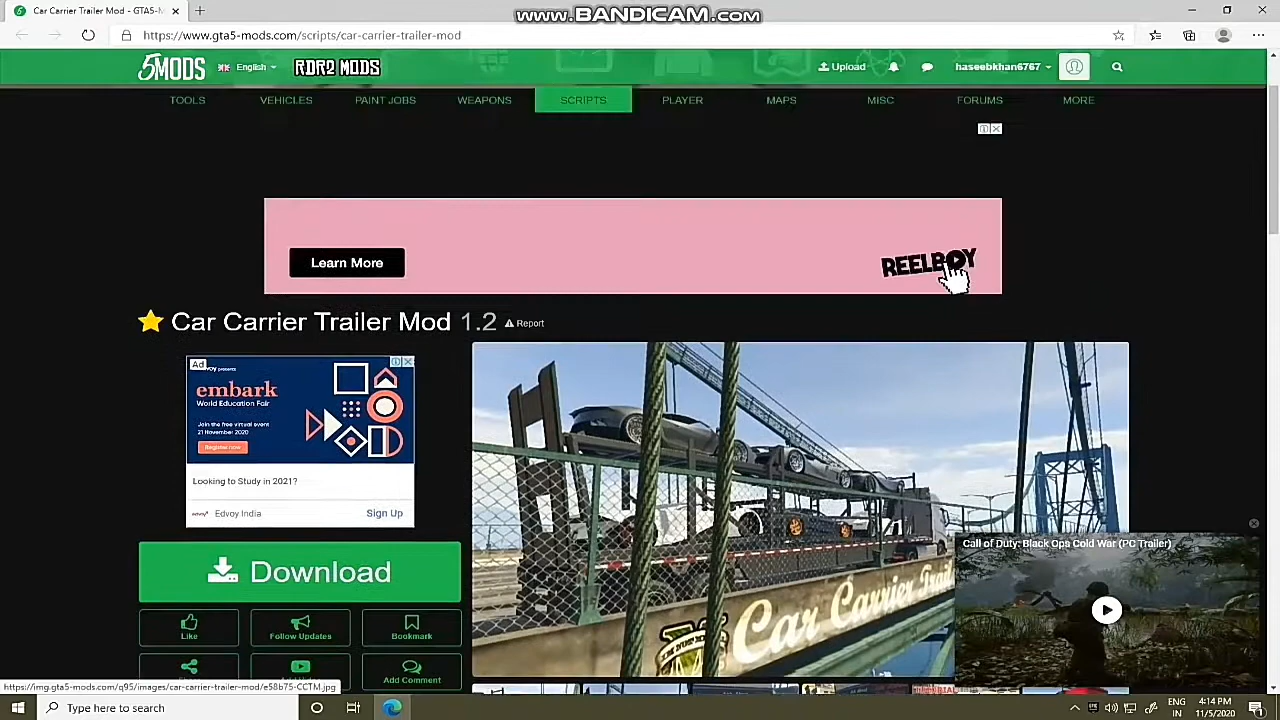 www.BANDICAM.com
Car Carrier Trailer Mod - GTA5-M
https://www.gta5-mods.com/scripts/car-carrier-trailer-mod
5MODS English RDR2 MODS Upload haseebkhan6767
TOOLS VEHICLES PAINT JOBS WEAPONS SCRIPTS PLAYER MAPS MISC FORUMS MORE
Learn More
REELBOY
Car Carrier Trailer Mod 1.2 Report
Ad
presents
embark
World Education Fair
Join the free virtual event
21 November 2020
Register now
Looking to Study in 2021?
edvoy Edvoy India Sign Up
Call of Duty: Black Ops Cold War (PC Trailer)
Car Carrier Trail
Download
Like Follow Updates Bookmark
Add Comment
https://img.gta5-mods.com/q95/images/car-carrier-trailer-mod/e58b75-CCTM.jpg
Type here to search
ENG
IN
4:14 PM
11/5/2020